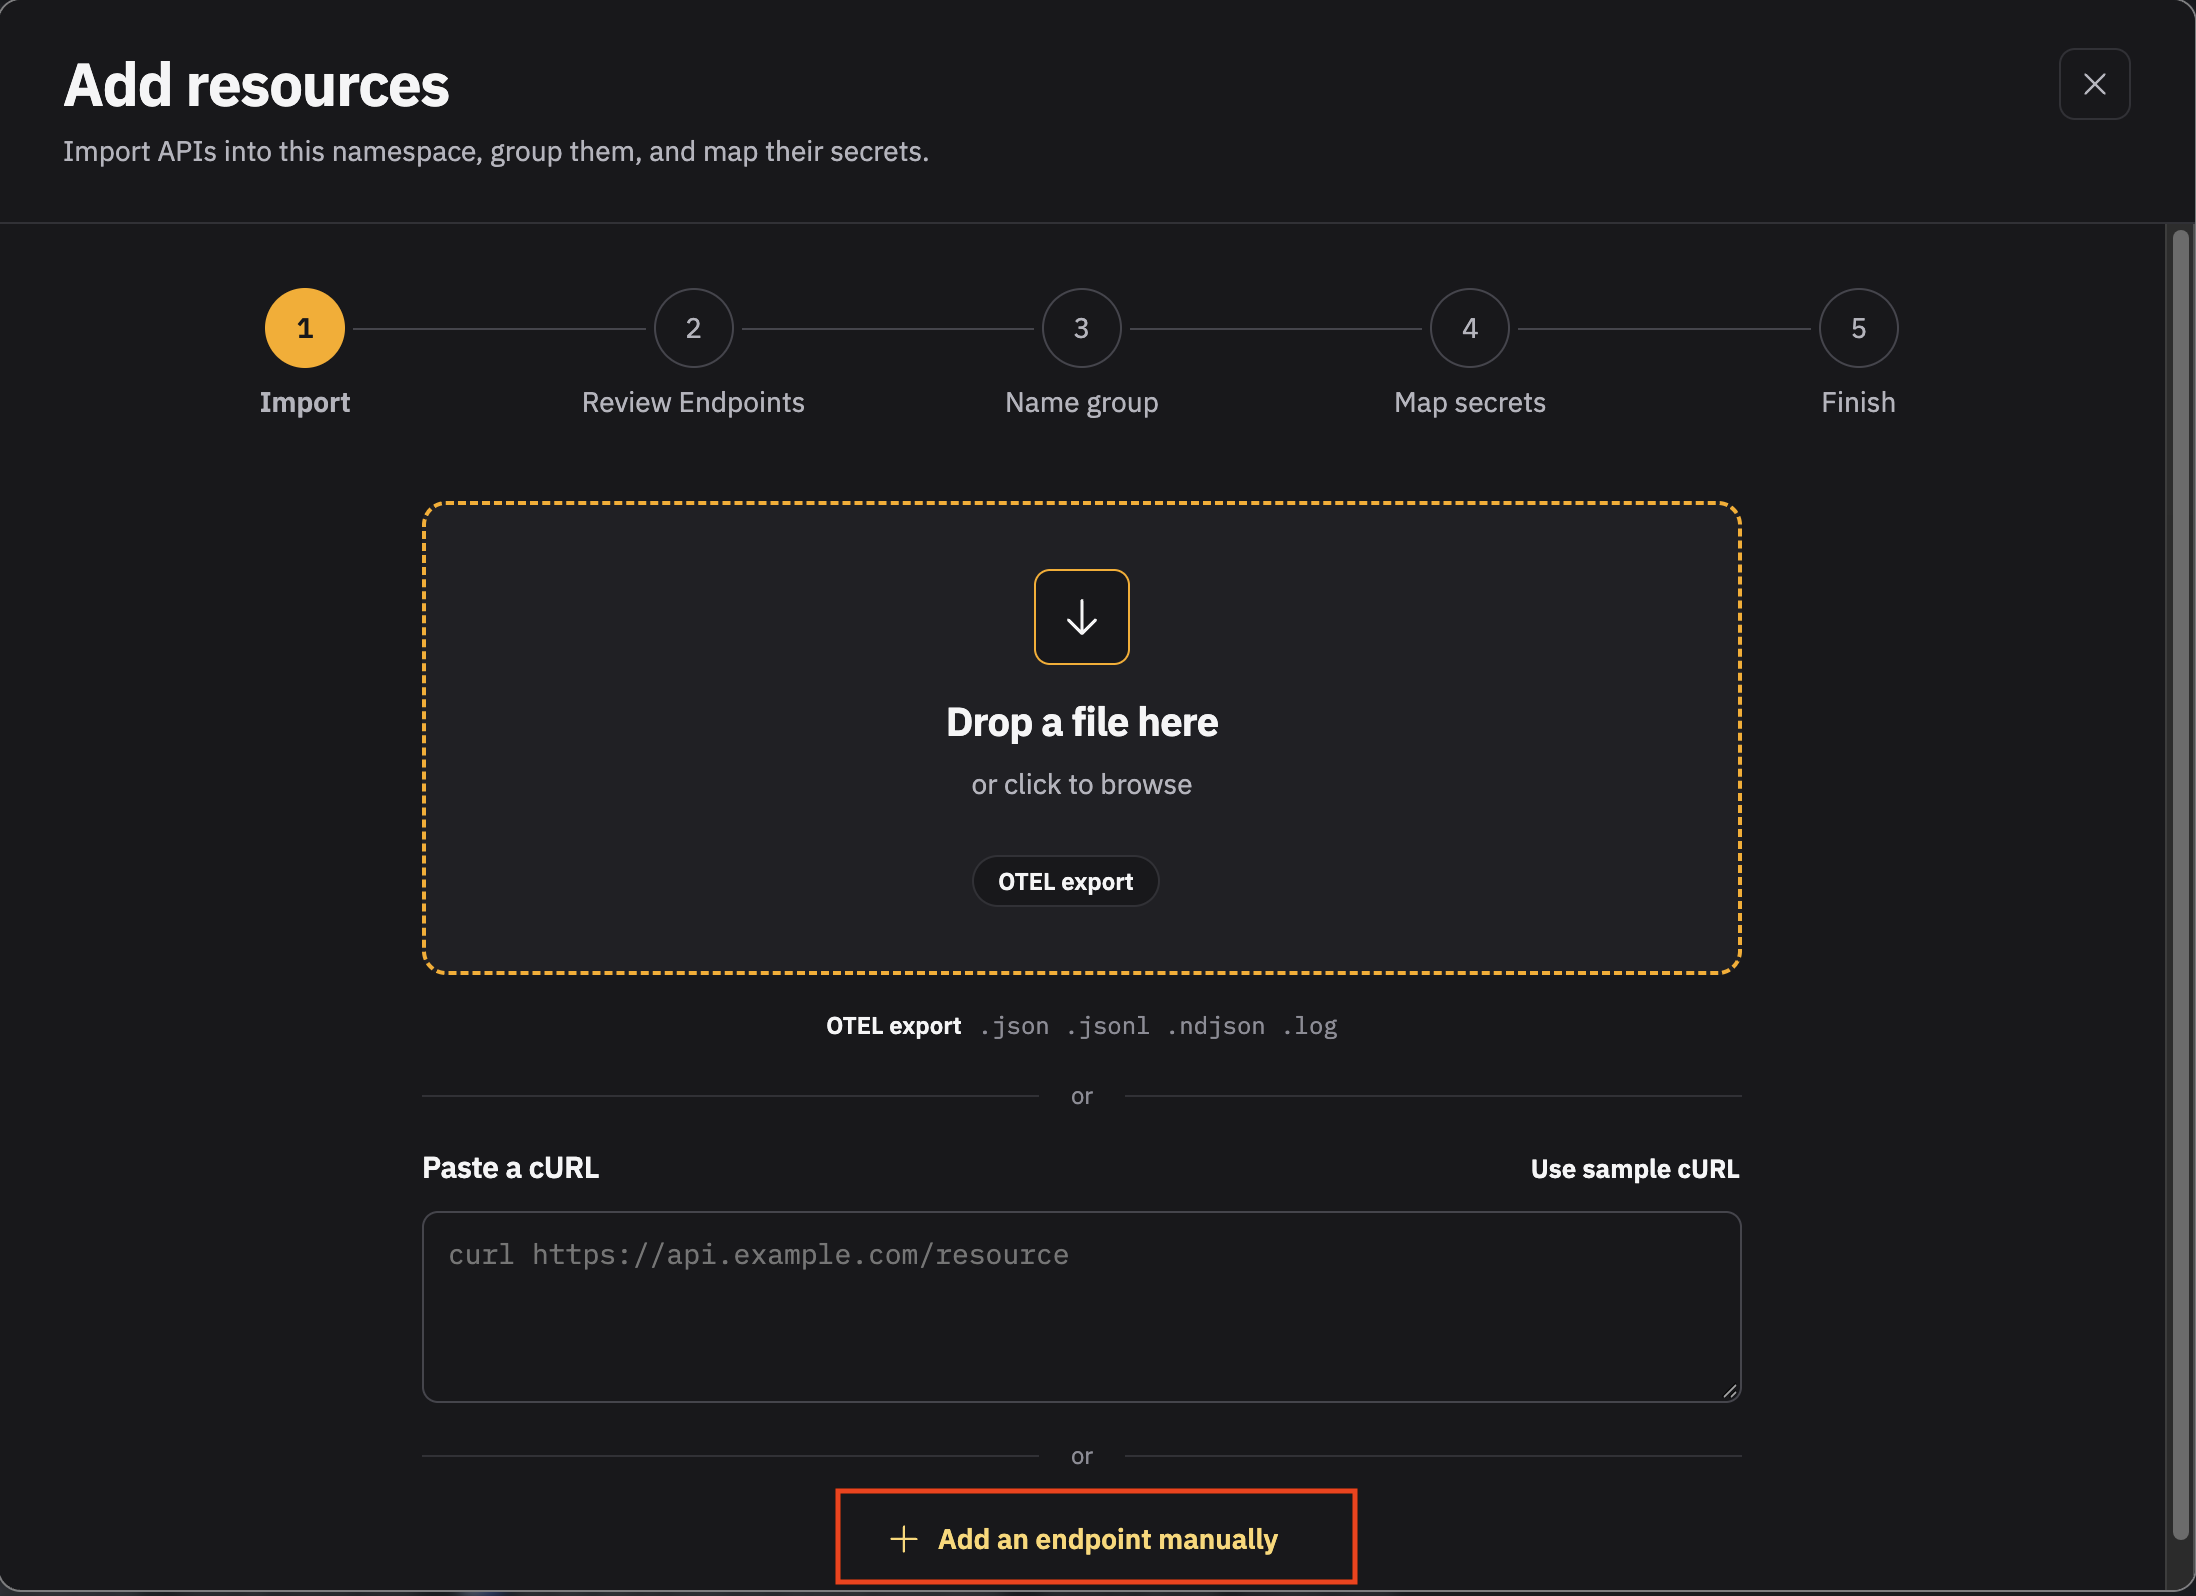 Add resources
Import APIs into this namespace, group them, and map their secrets.
1
2
3
4
5
Import
Review Endpoints
Name group
Map secrets
Finish
Drop a file here
or click to browse
OTEL export
OTEL export .json .jsonl .ndjson .log
or
Paste a cURL
Use sample cURL
curl https://api.example.com/resource
or
+ Add an endpoint manually